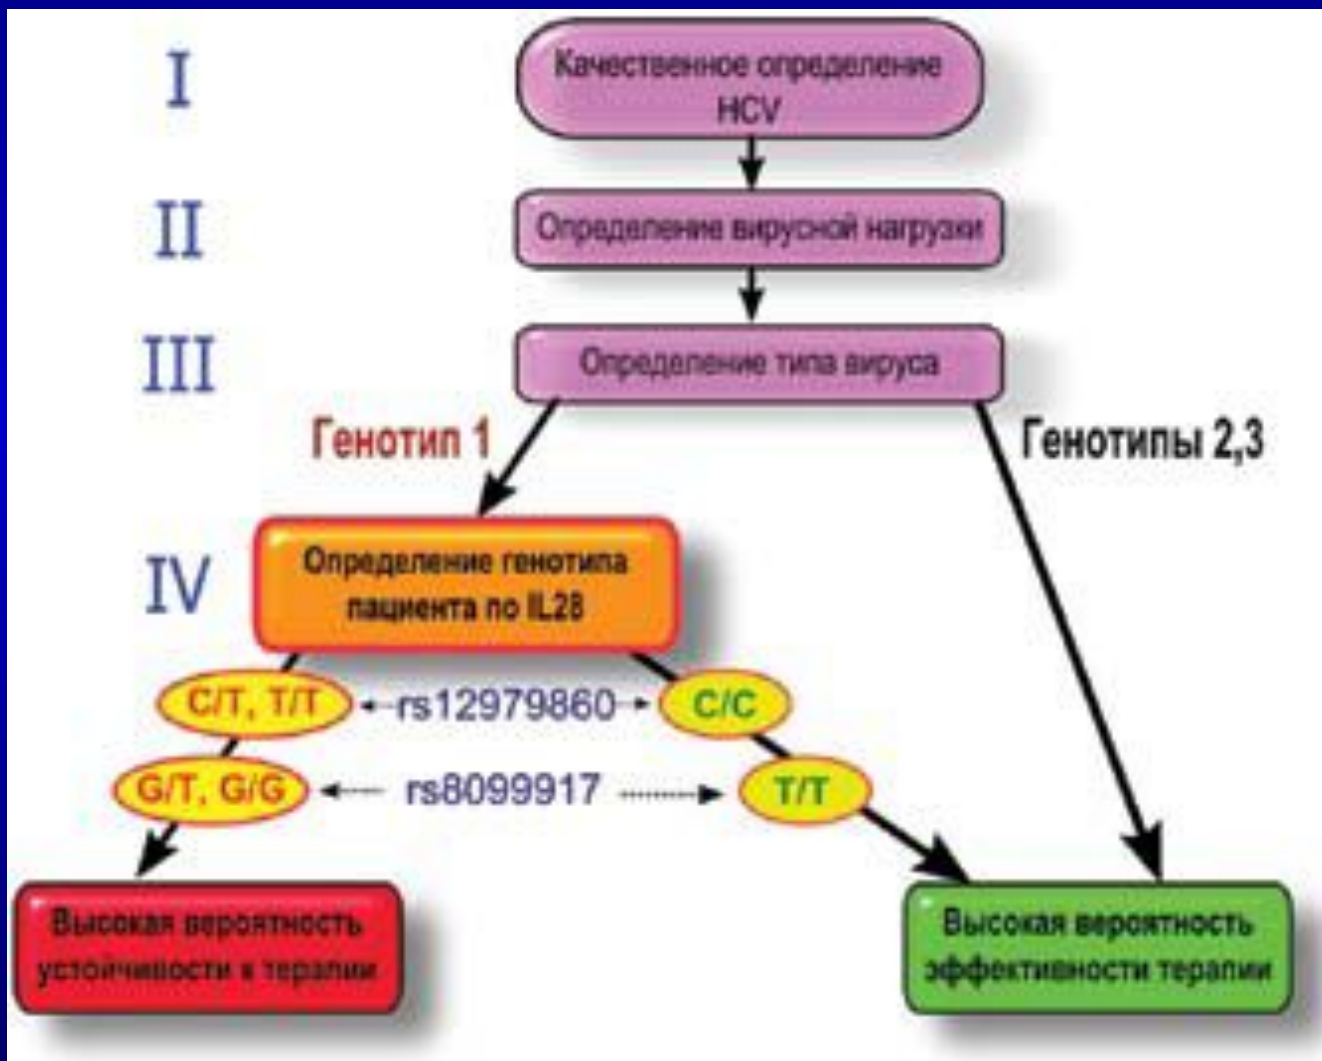 I
Качественное определение
HCV
II
Определение вирусной нагрузки
III
Определение типа вируса
Генотип 1
Генотипы 2,3
IV
Определение генотипа
пациента по IL28
C/T, T/T
rs12979860
C/C
G/T, G/G
rs8099917
T/T
Высокая вероятность
устойчивости к терапии
Высокая вероятность
эффективности терапии